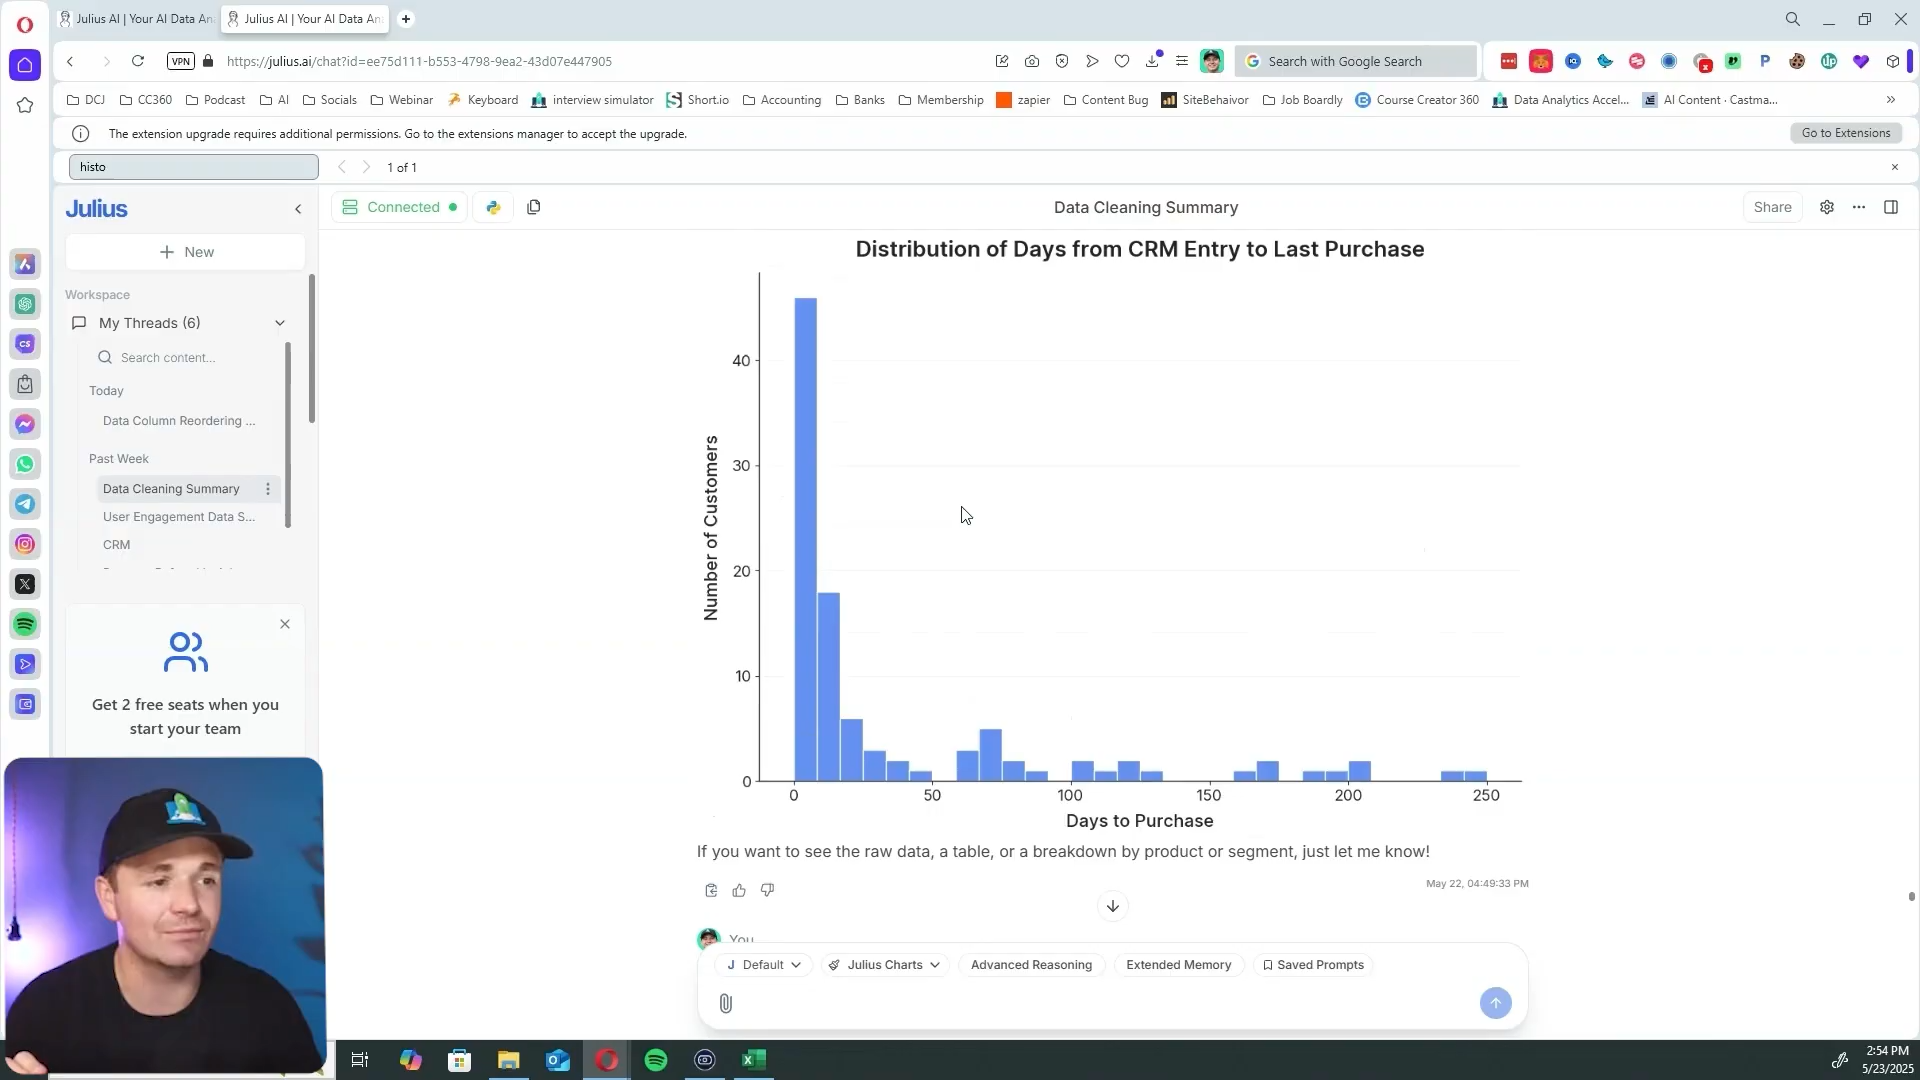 Julius AI | Your AI Data An
Julius AI | Your AI Data An
VPN
https://julius.ai/chat?id=ee75d111-b553-4798-9ea2-43d07e447905
Search with Google Search
DCJ
CC360
Podcast
AI
Socials
Webinar
Keyboard
interview simulator
Short.io
Accounting
Banks
Membership
zapier
Content Bug
SiteBehaivor
Job Boardly
Course Creator 360
Data Analytics Accel...
AI Content · Castma...
The extension upgrade requires additional permissions. Go to the extensions manager to accept the upgrade.
Go to Extensions
histo
1 of 1
Julius
Connected
Data Cleaning Summary
Share
New
Workspace
My Threads (6)
Search content...
Today
Data Column Reordering ...
Past Week
Data Cleaning Summary
User Engagement Data S...
CRM
Get 2 free seats when you
start your team
Distribution of Days from CRM Entry to Last Purchase
Number of Customers
40
30
20
10
0
0
50
100
150
200
250
Days to Purchase
If you want to see the raw data, a table, or a breakdown by product or segment, just let me know!
May 22, 04:49:33 PM
You
Default
Julius Charts
Advanced Reasoning
Extended Memory
Saved Prompts
2:54 PM
5/23/2025